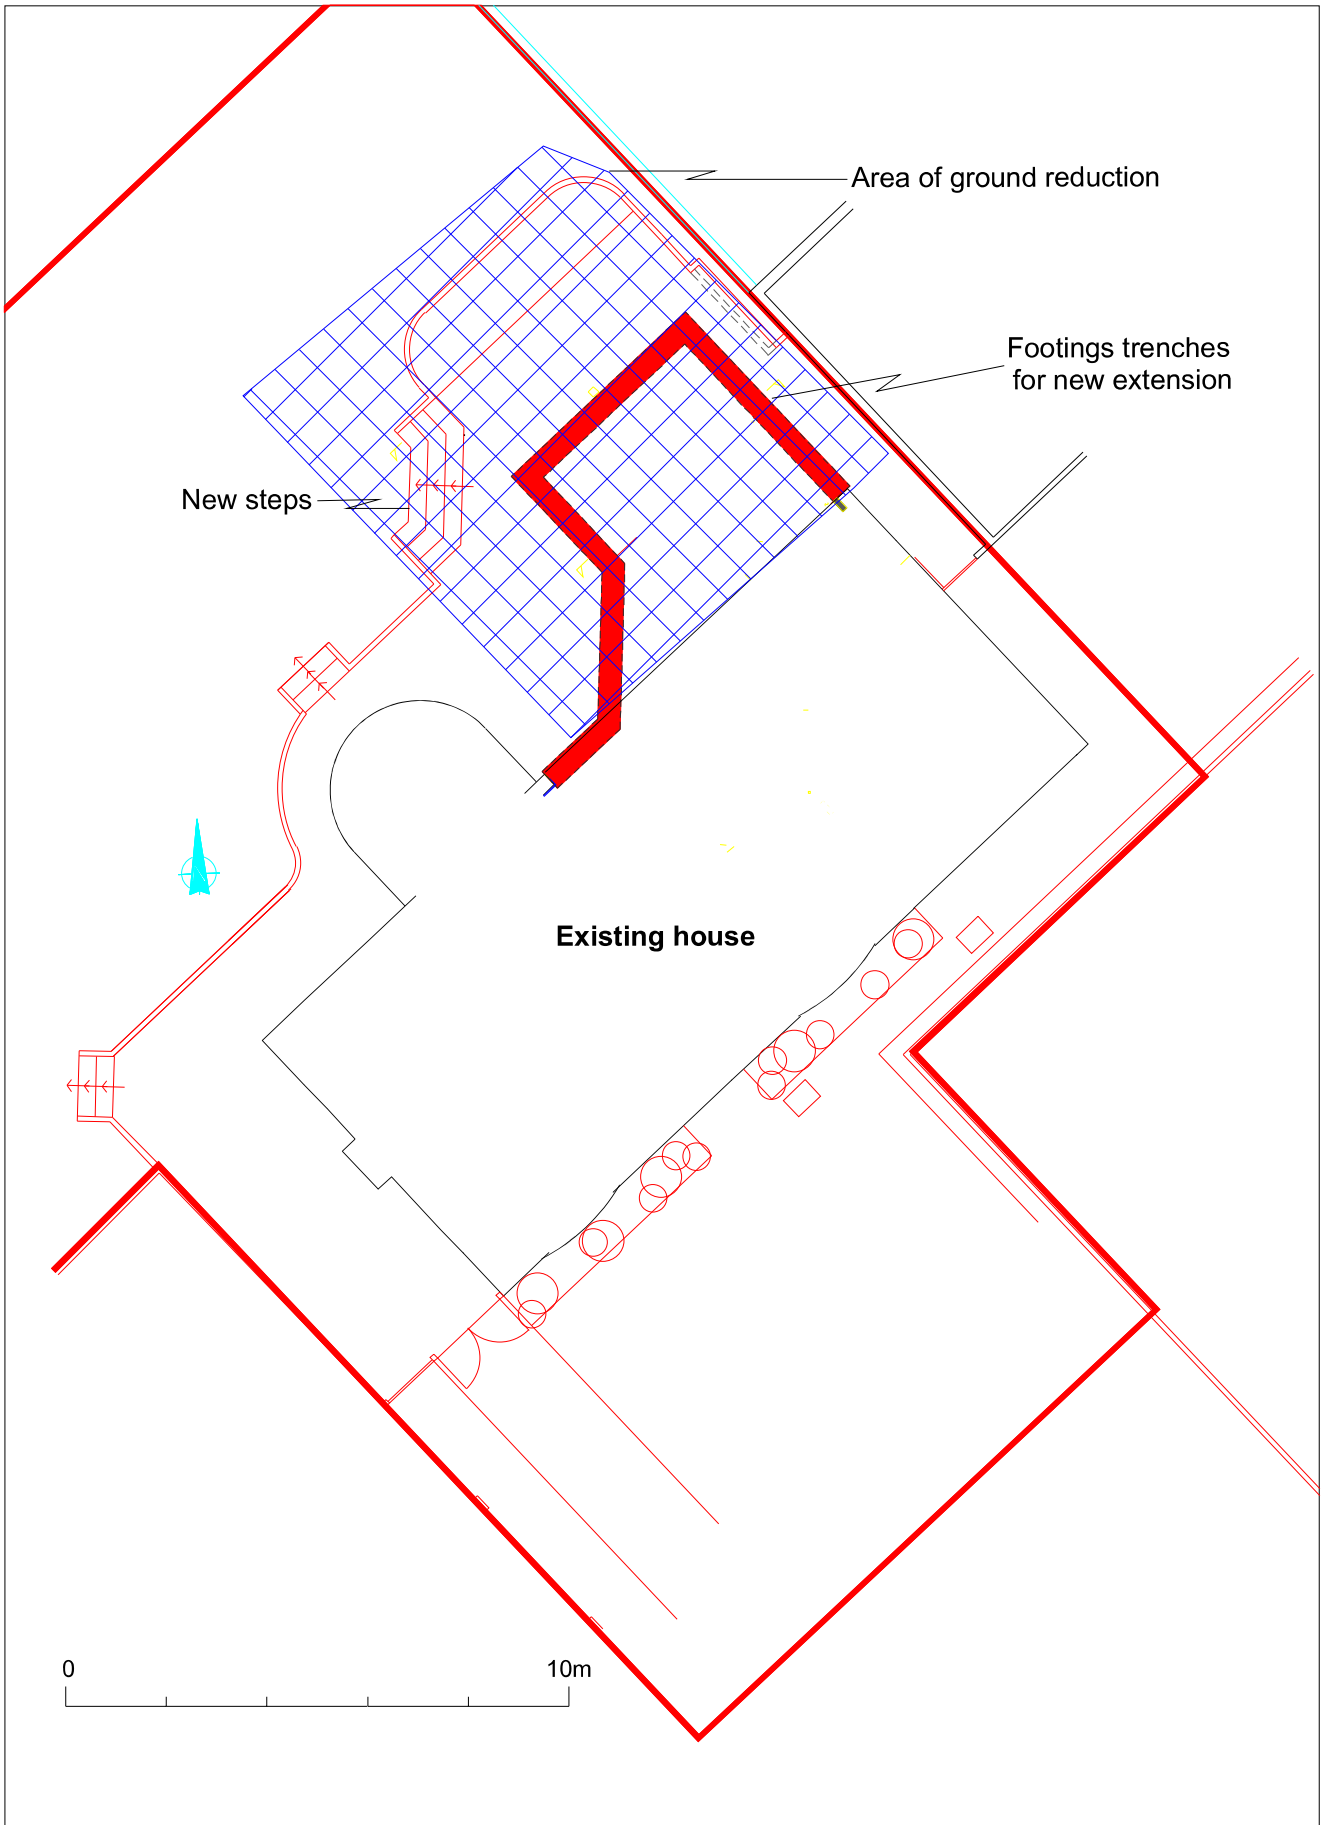 Area of ground reduction
Footings trenches
for new extension
New steps
Existing house
0 10m